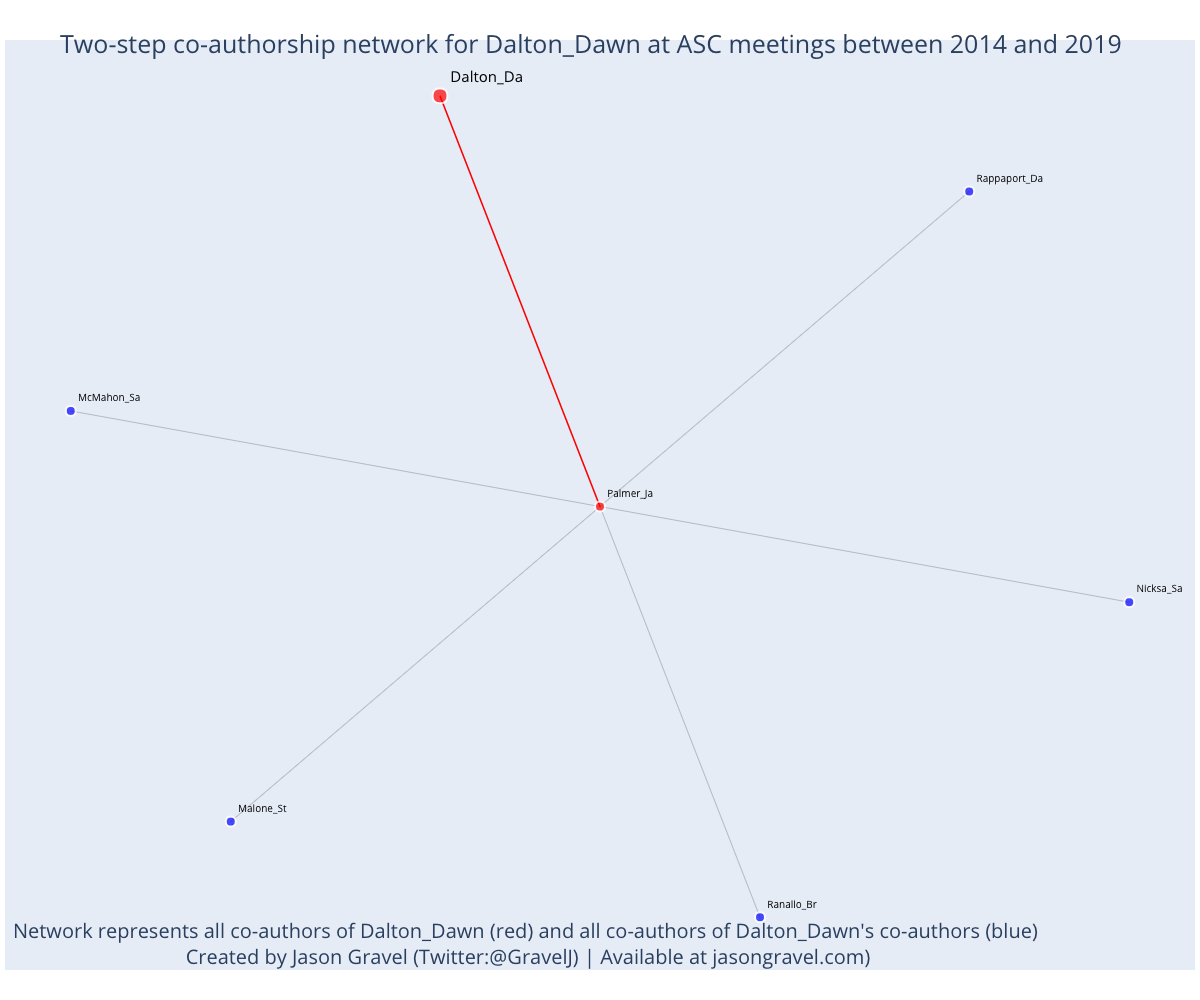 Two-step co-authorship network for Dalton_Dawn at ASC meetings between 2014 and 2019
Dalton_Da
Rappaport_Da
McMahon_Sa
Palmer_Ja
Nicksa_Sa
Malone_St
Ranallo_Br
Network represents all co-authors of Dalton_Dawn (red) and all co-authors of Dalton_Dawn's co-authors (blue)
Created by Jason Gravel (Twitter:@GravelJ) | Available at jasongravel.com)